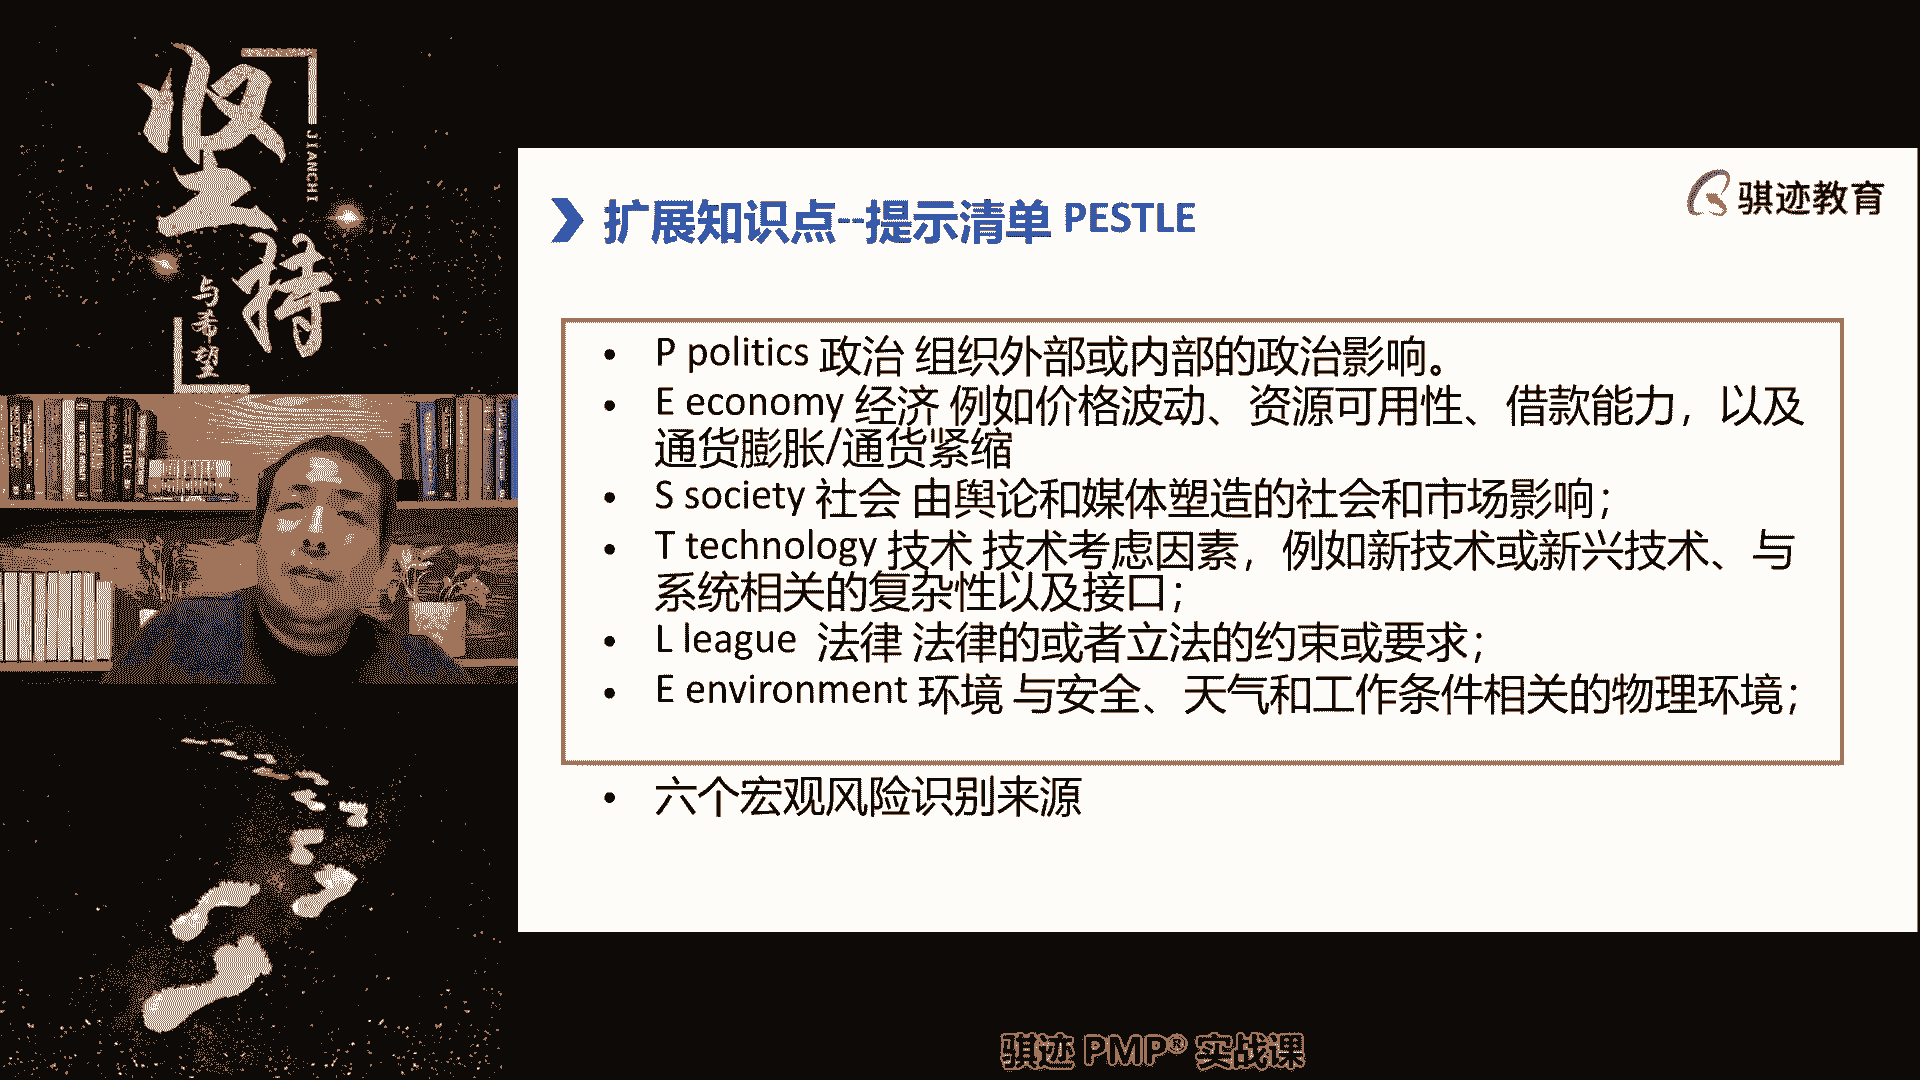 坚持
JIANCHI
与希望
骐迹教育
扩展知识点--提示清单 PESTLE
• P politics 政治 组织外部或内部的政治影响。
• E economy 经济 例如价格波动、资源可用性、借款能力，以及
通货膨胀/通货紧缩
• S society 社会 由舆论和媒体塑造的社会和市场影响；
• T technology 技术 技术考虑因素，例如新技术或新兴技术、与
系统相关的复杂性以及接口；
• L league 法律 法律的或者立法的约束或要求；
• E environment 环境 与安全、天气和工作条件相关的物理环境；
• 六个宏观风险识别来源
骐迹 PMP® 实战课